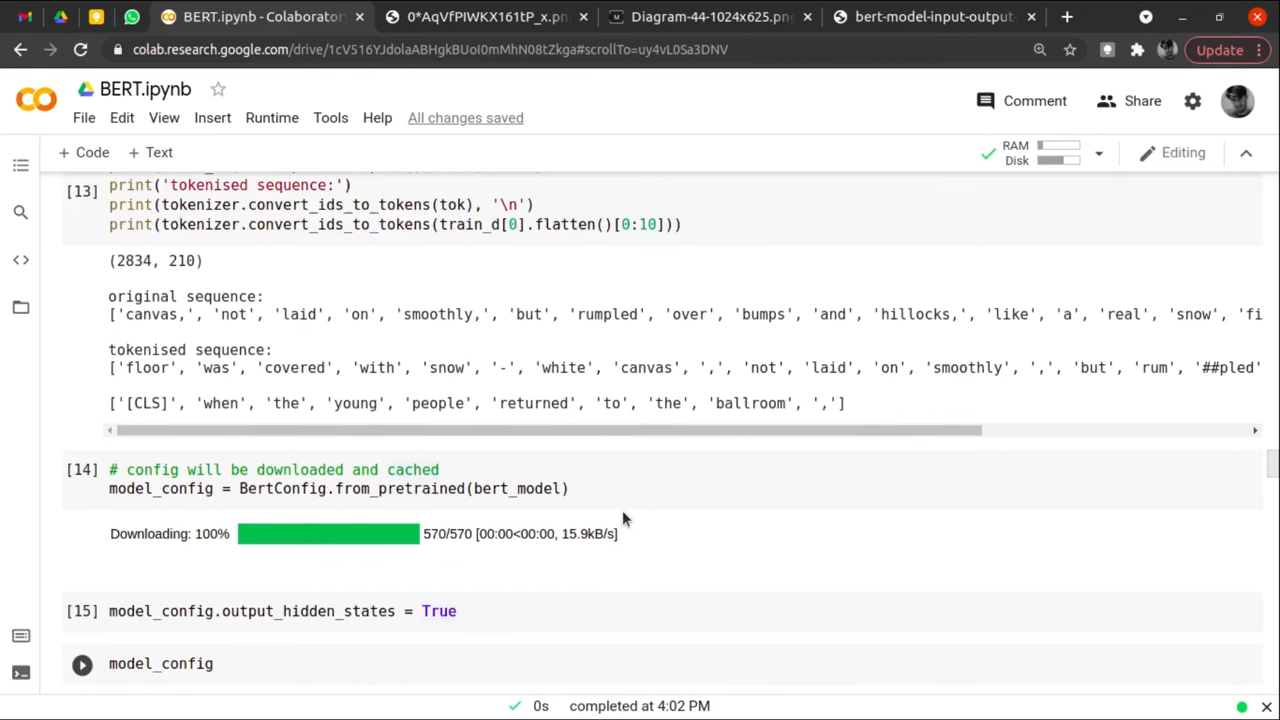 BERT.ipynb - Colaboratory
0*AqVfPIWKX161tP_x.pn
Diagram-44-1024x625.pn
bert-model-input-output-
colab.research.google.com/drive/1cV516YJdolaABHgkBUoI0mMhN08tZkga#scrollTo=uy4vL0Sa3DNV
Update
BERT.ipynb
File Edit View Insert Runtime Tools Help All changes saved
Comment Share
+ Code + Text
RAM
Disk
Editing
[13]
print('tokenised sequence:')
print(tokenizer.convert_ids_to_tokens(tok), '\n')
print(tokenizer.convert_ids_to_tokens(train_d[0].flatten()[0:10]))
(2834, 210)
original sequence:
['canvas,', 'not', 'laid', 'on', 'smoothly,', 'but', 'rumpled', 'over', 'bumps', 'and', 'hillocks,', 'like', 'a', 'real', 'snow', 'fi
tokenised sequence:
['floor', 'was', 'covered', 'with', 'snow', '-', 'white', 'canvas', ',', 'not', 'laid', 'on', 'smoothly', ',', 'but', 'rum', '##pled'
['[CLS]', 'when', 'the', 'young', 'people', 'returned', 'to', 'the', 'ballroom', ',']
[14] # config will be downloaded and cached
model_config = BertConfig.from_pretrained(bert_model)
Downloading: 100% 570/570 [00:00<00:00, 15.9kB/s]
[15] model_config.output_hidden_states = True
model_config
0s completed at 4:02 PM